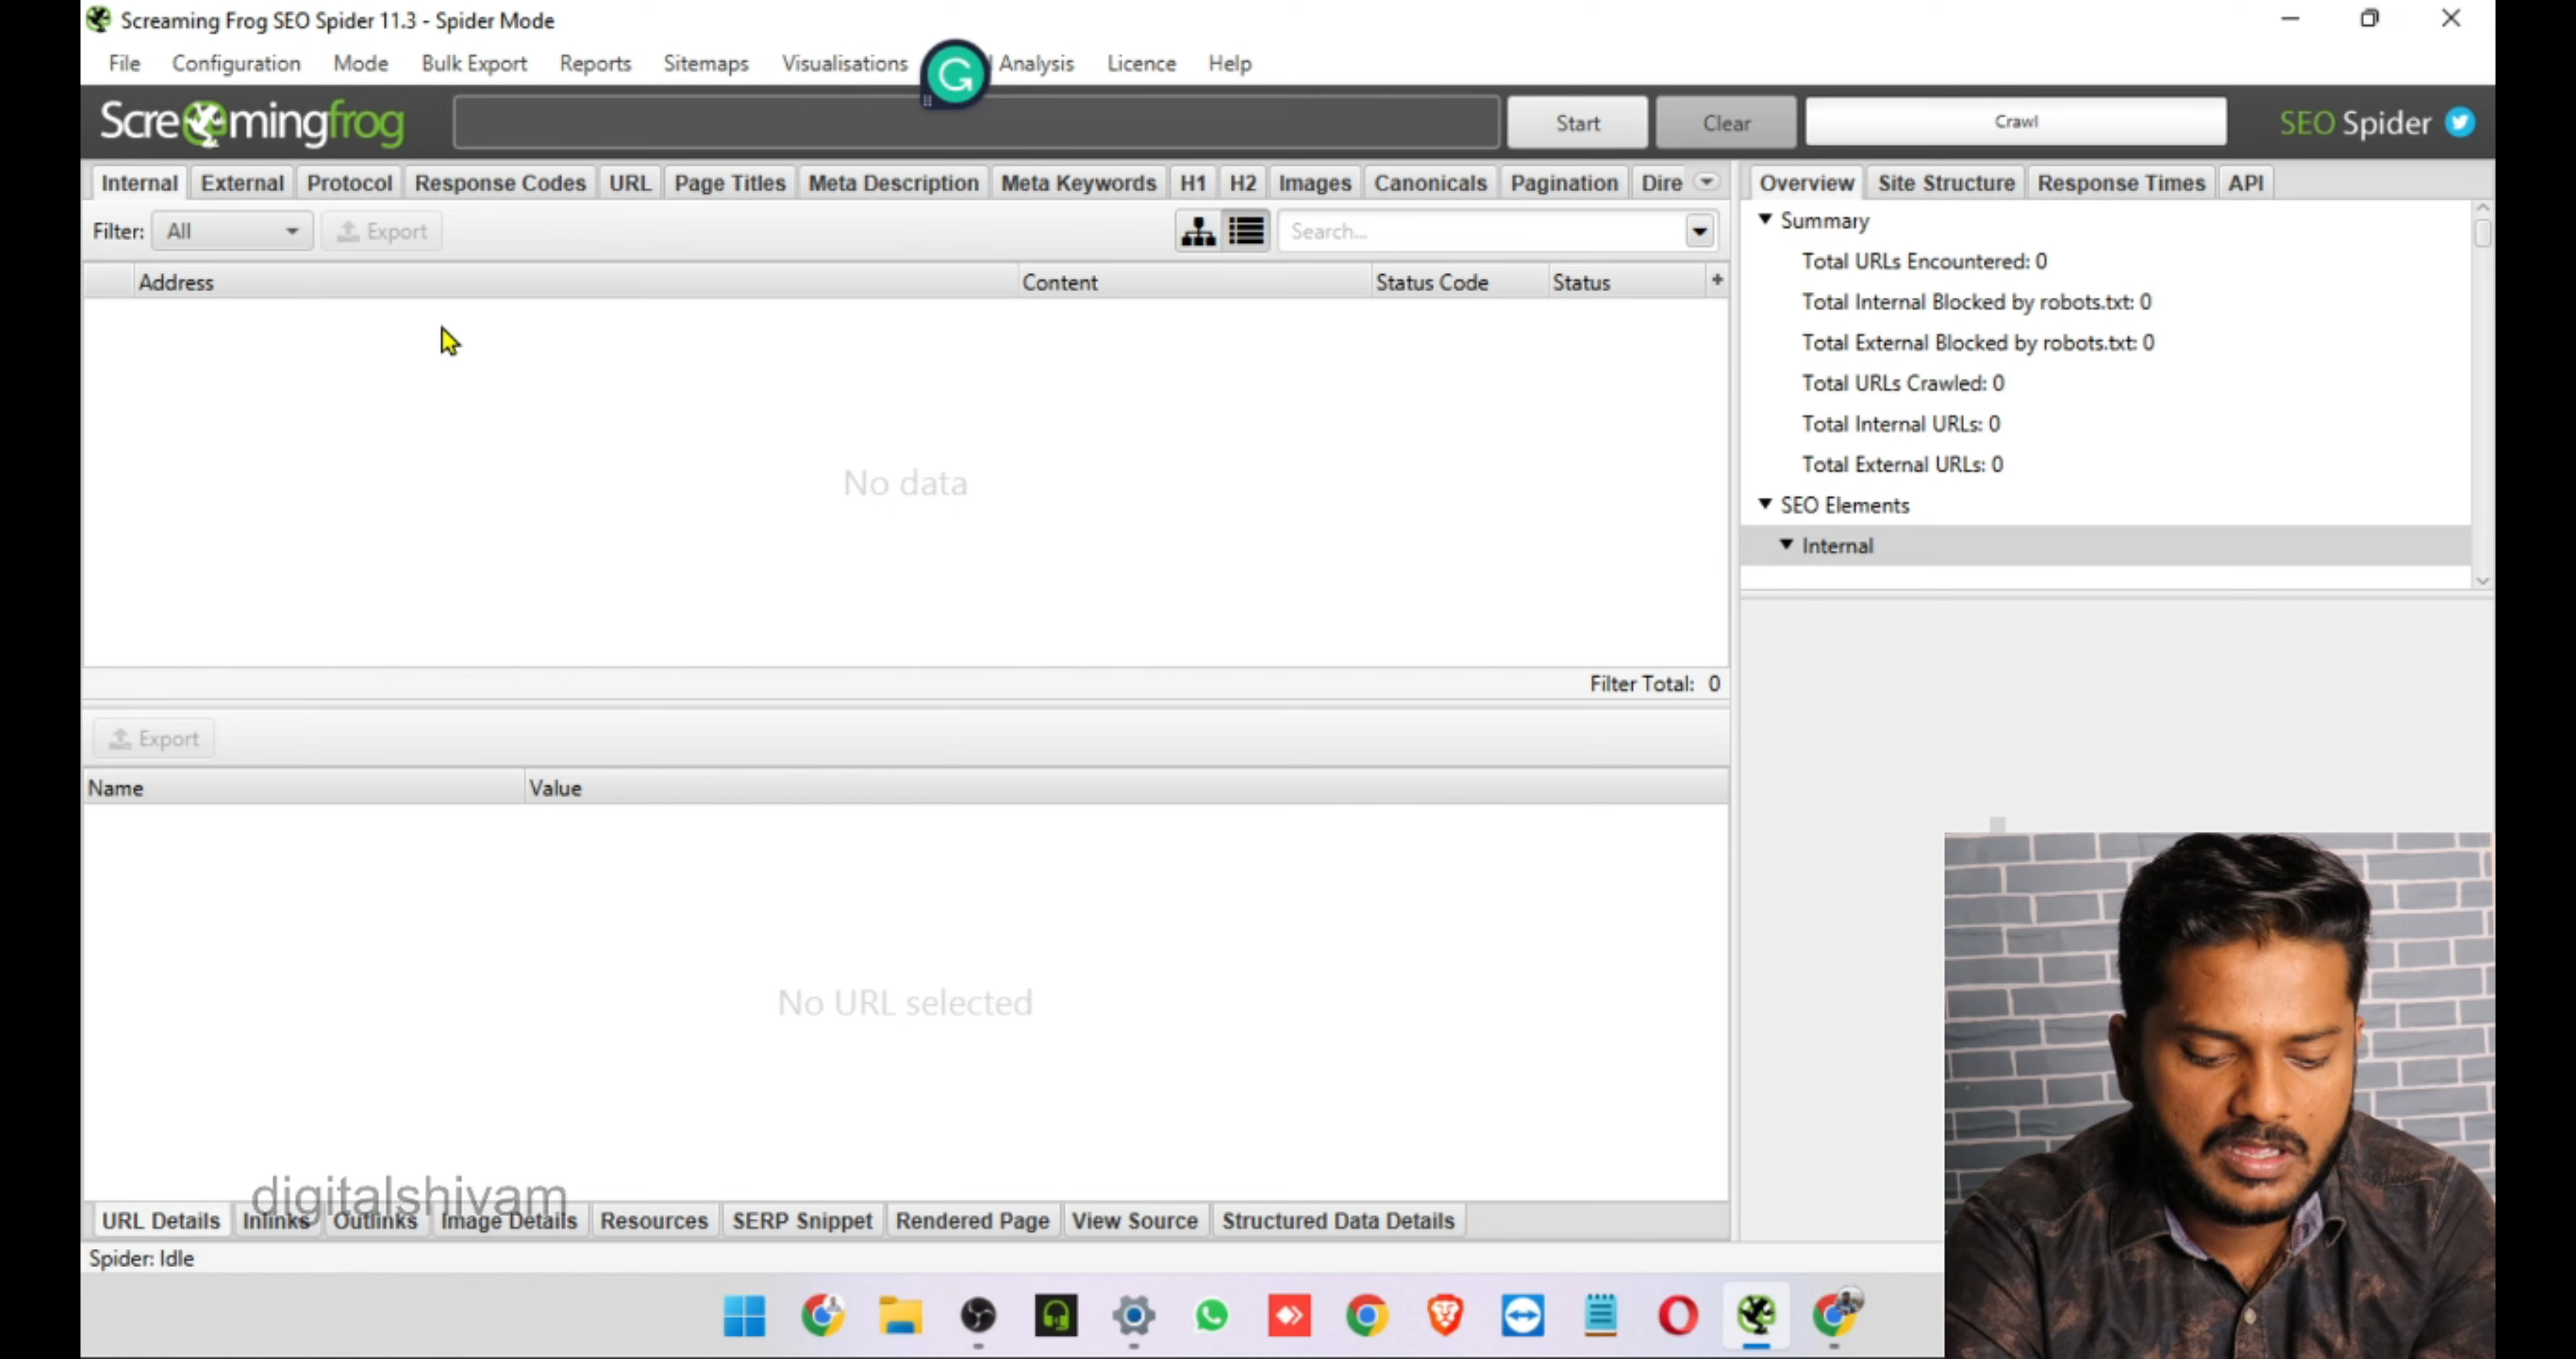 Screaming Frog SEO Spider 11.3 - Spider Mode
File Configuration Mode Bulk Export Reports Sitemaps Visualisations Analysis Licence Help
Screamingfrog Start Clear Crawl SEO Spider
Internal External Protocol Response Codes URL Page Titles Meta Description Meta Keywords H1 H2 Images Canonicals Pagination Dire
Overview Site Structure Response Times API
Filter: All Export Search...
Address Content Status Code Status +
No data
Filter Total: 0
Summary
Total URLs Encountered: 0
Total Internal Blocked by robots.txt: 0
Total External Blocked by robots.txt: 0
Total URLs Crawled: 0
Total Internal URLs: 0
Total External URLs: 0
SEO Elements
Internal
Export
Name Value
No URL selected
digitalshivam
URL Details Inlinks Outlinks Image Details Resources SERP Snippet Rendered Page View Source Structured Data Details
Spider: Idle